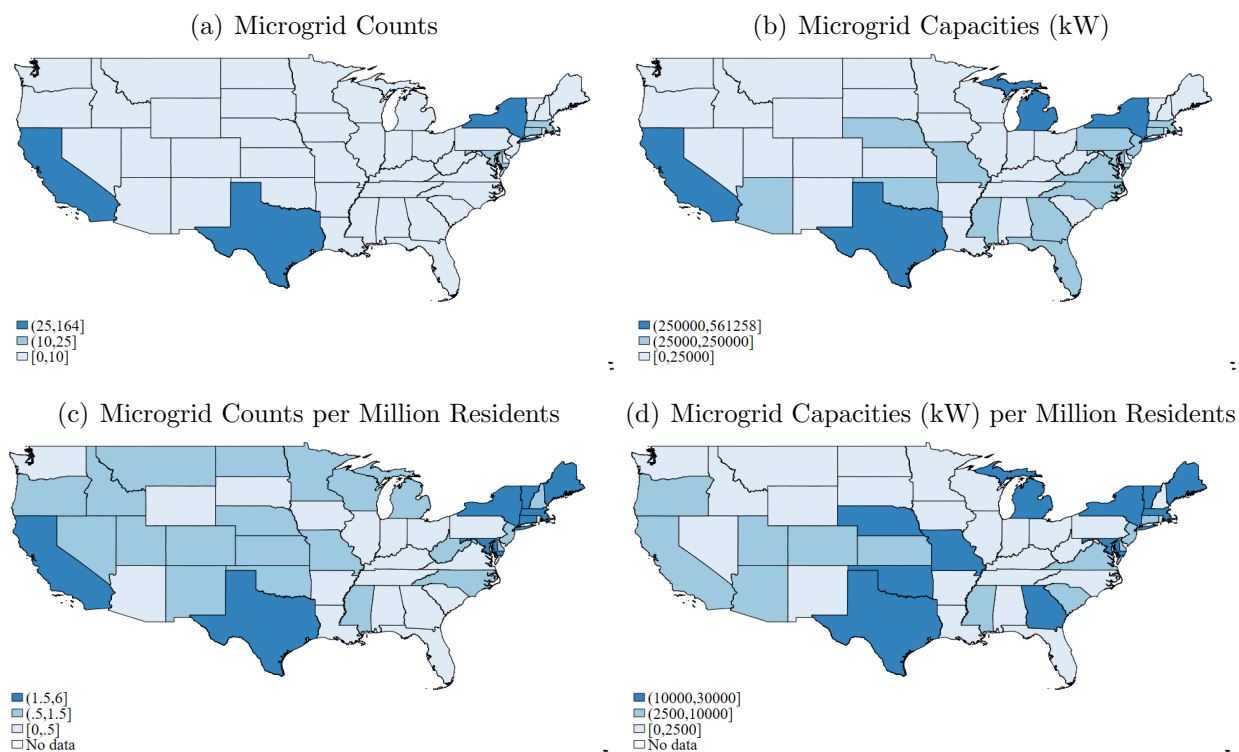 (a) Microgrid Counts
(25,164]
(10,25]
[0,10]
(b) Microgrid Capacities (kW)
(250000,561258]
(25000,250000]
[0,25000]
(c) Microgrid Counts per Million Residents
(1.5,6]
(.5,1.5]
[0,.5]
No data
(d) Microgrid Capacities (kW) per Million Residents
(10000,30000]
(2500,10000]
[0,2500]
No data